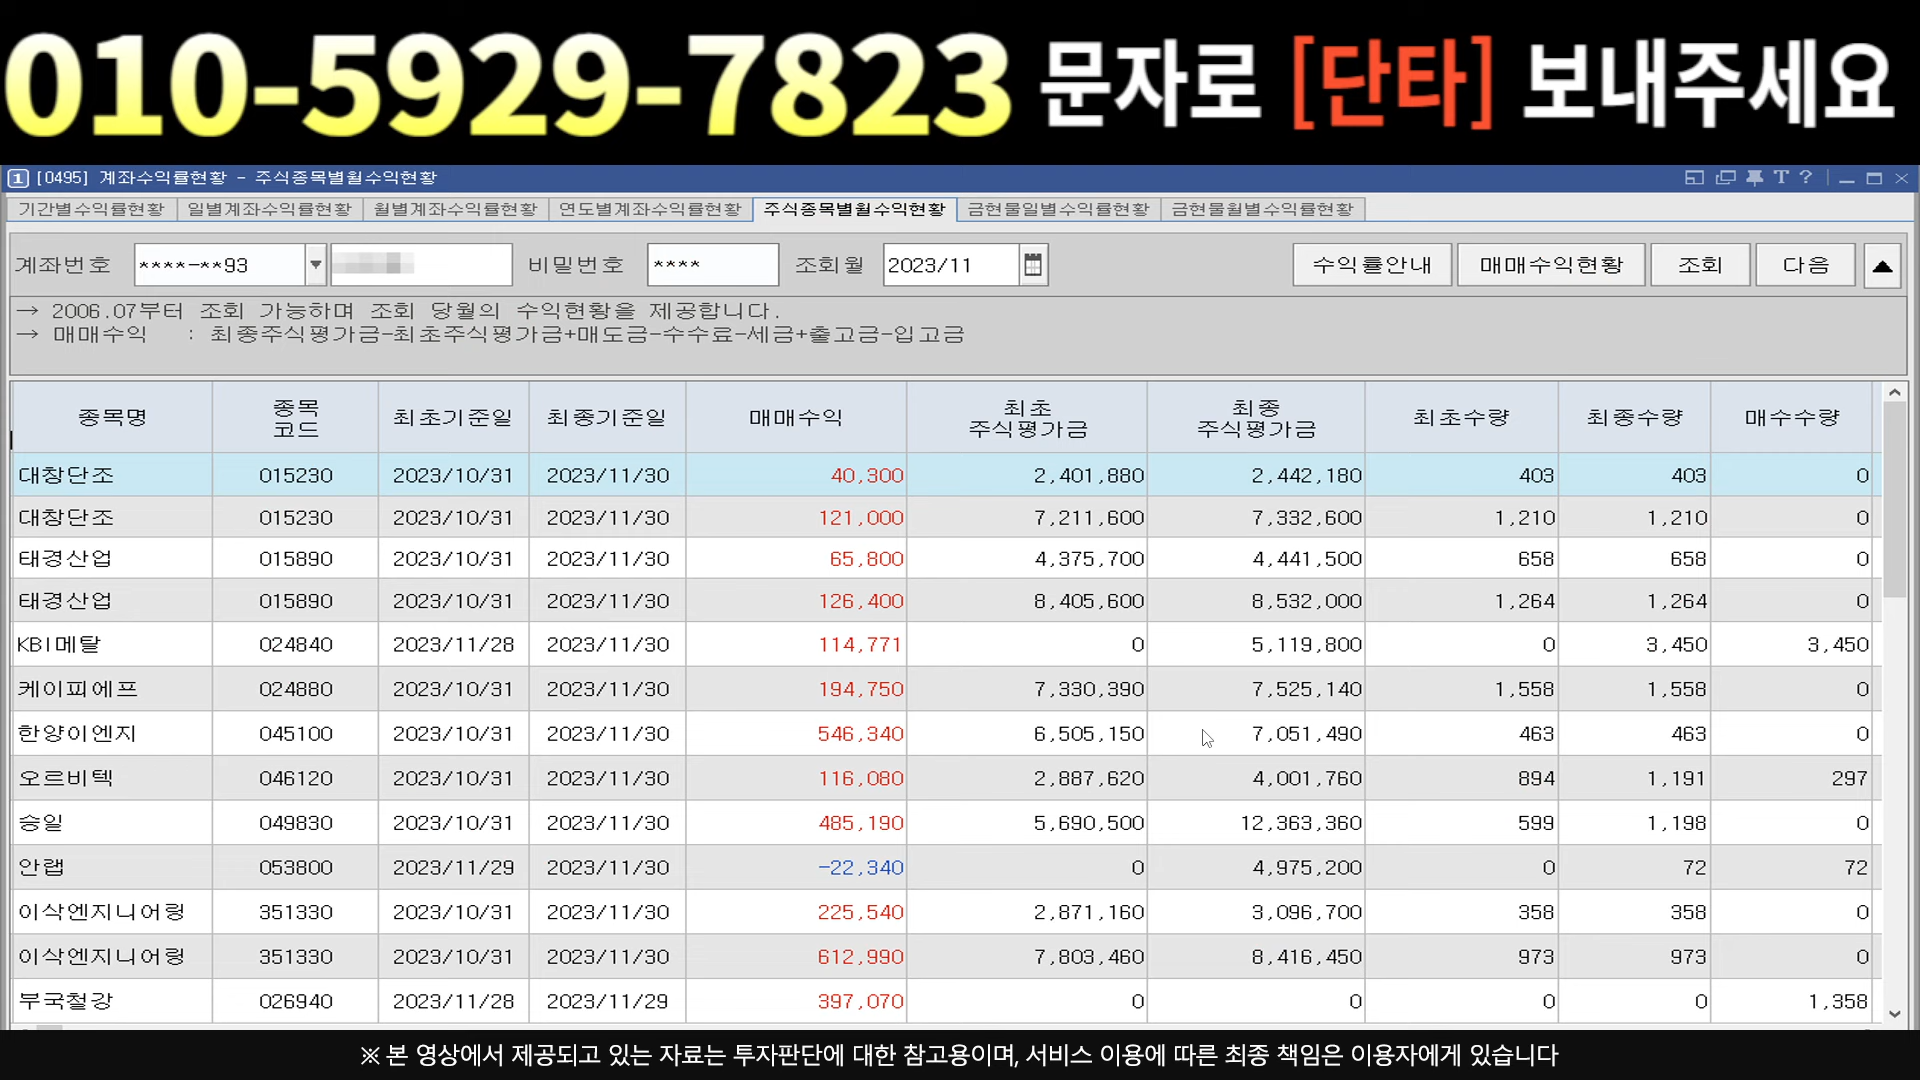 010-5929-7823 문자로 [단타] 보내주세요
1 [0495] 계좌수익률현황 - 주식종목별월수익현황
기간별수익률현황 일별계좌수익률현황 월별계좌수익률현황 연도별계좌수익률현황 주식종목별월수익현황 금현물일별수익률현황 금현물월별수익률현황
계좌번호 ****-**93 비밀번호 **** 조회월 2023/11 수익률안내 매매수익현황 조회 다음
→ 2006.07부터 조회 가능하며 조회 당월의 수익현황을 제공합니다.
→ 매매수익 : 최종주식평가금-최초주식평가금+매도금-수수료-세금+출고금-입고금
종목명 종목코드 최초기준일 최종기준일 매매수익 최초주식평가금 최종주식평가금 최초수량 최종수량 매수수량
대창단조 015230 2023/10/31 2023/11/30 40,300 2,401,880 2,442,180 403 403 0
대창단조 015230 2023/10/31 2023/11/30 121,000 7,211,600 7,332,600 1,210 1,210 0
태경산업 015890 2023/10/31 2023/11/30 65,800 4,375,700 4,441,500 658 658 0
태경산업 015890 2023/10/31 2023/11/30 126,400 8,405,600 8,532,000 1,264 1,264 0
KBI메탈 024840 2023/11/28 2023/11/30 114,771 0 5,119,800 0 3,450 3,450
케이피에프 024880 2023/10/31 2023/11/30 194,750 7,330,390 7,525,140 1,558 1,558 0
한양이엔지 045100 2023/10/31 2023/11/30 546,340 6,505,150 7,051,490 463 463 0
오르비텍 046120 2023/10/31 2023/11/30 116,080 2,887,620 4,001,760 894 1,191 297
승일 049830 2023/10/31 2023/11/30 485,190 5,690,500 12,363,360 599 1,198 0
안랩 053800 2023/11/29 2023/11/30 -22,340 0 4,975,200 0 72 72
이삭엔지니어링 351330 2023/10/31 2023/11/30 225,540 2,871,160 3,096,700 358 358 0
이삭엔지니어링 351330 2023/10/31 2023/11/30 612,990 7,803,460 8,416,450 973 973 0
부국철강 026940 2023/11/28 2023/11/29 397,070 0 0 0 0 1,358
※ 본 영상에서 제공되고 있는 자료는 투자판단에 대한 참고용이며, 서비스 이용에 따른 최종 책임은 이용자에게 있습니다